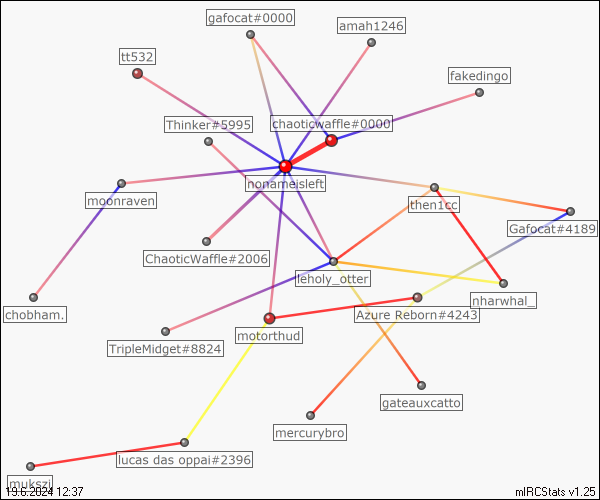 gafocat#0000
amah1246
tt532
fakedingo
Thinker#5995
chaoticwaffle#0000
nonameisleft
moonraven
then1cc
Gafocat#4189
ChaoticWaffle#2006
leholy_otter
nharwhal_
chobham.
Azure Reborn#4243
motorthud
TripleMidget#8824
gateauxcatto
mercurybro
lucas das oppai#2396
mukszi
19.6.2024 12:37
mIRCStats v1.25